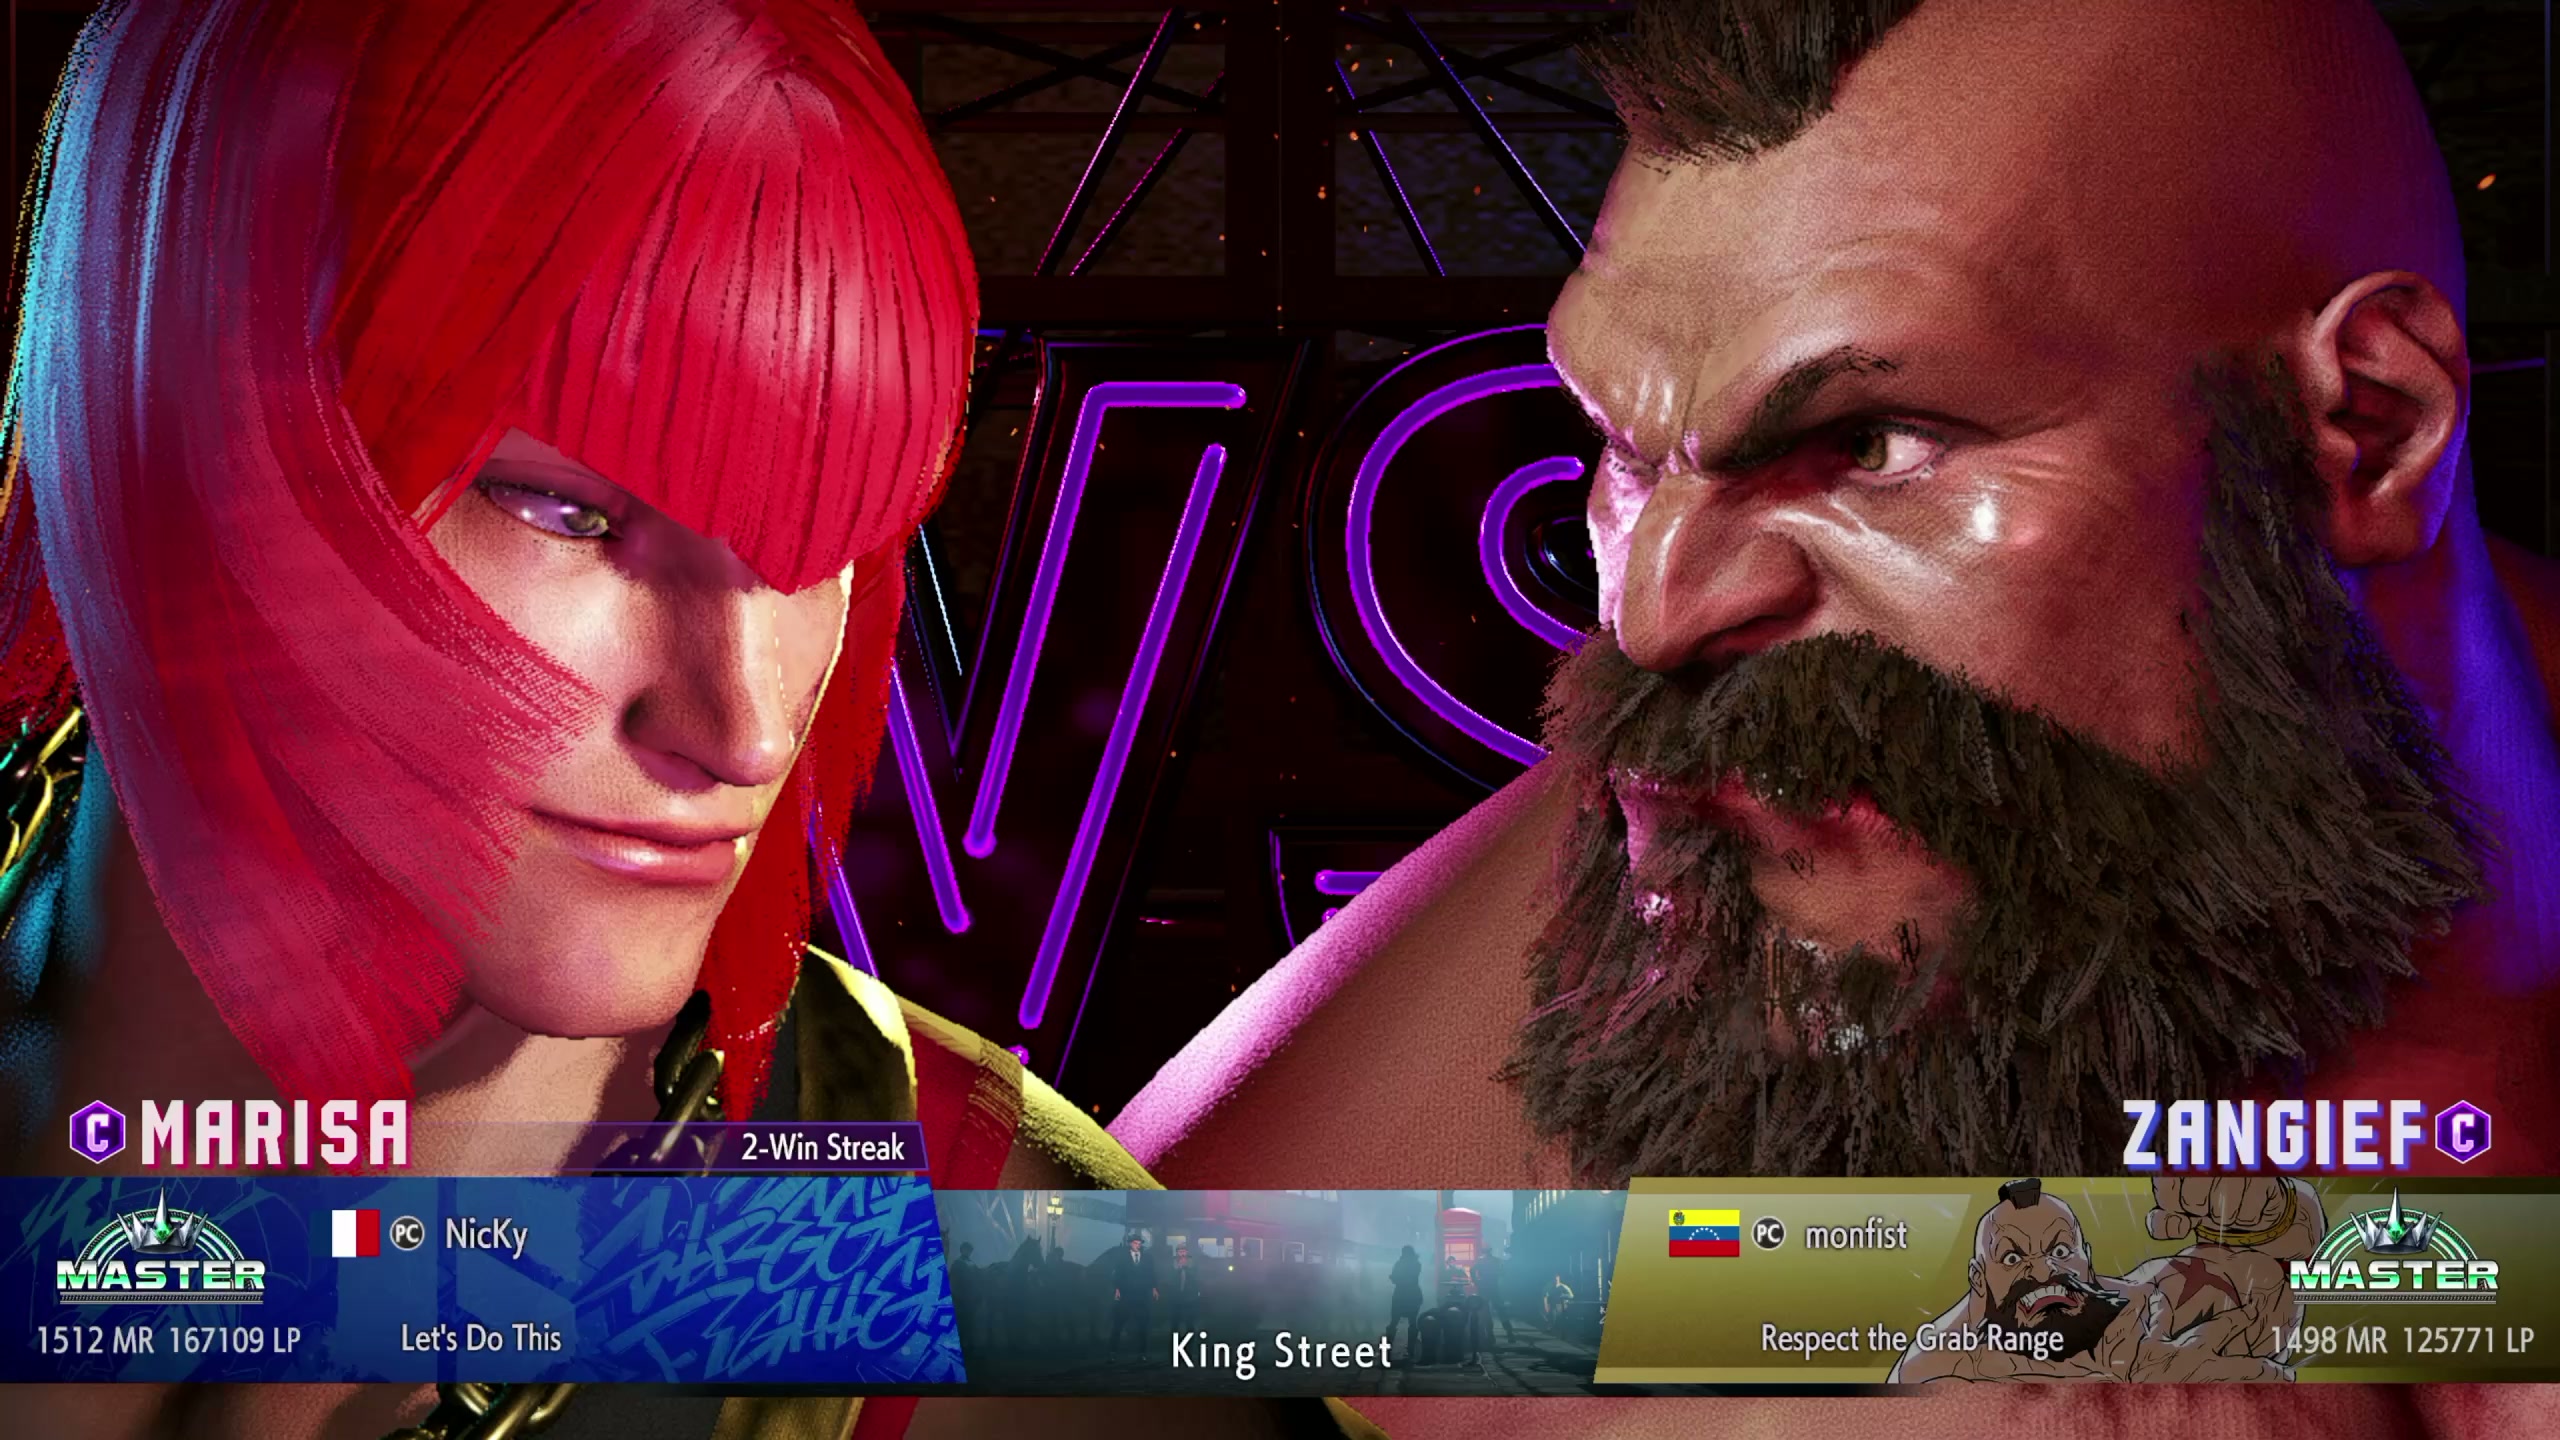 VS
C MARISA
2-Win Streak
ZANGIEF C
MASTER
PC NicKy
1512 MR 167109 LP
Let's Do This
King Street
PC monfist
MASTER
Respect the Grab Range
1498 MR 125771 LP